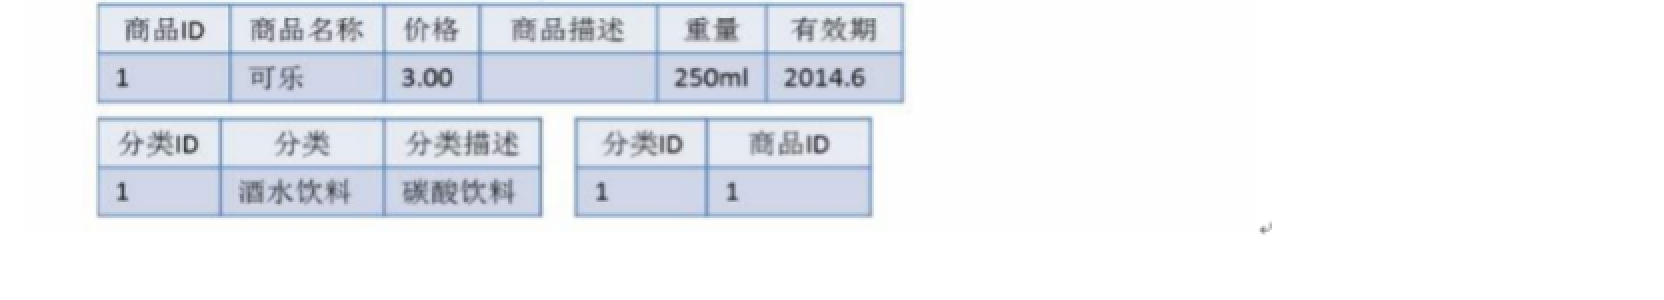 商品ID 商品名称 价格 商品描述 重量 有效期
1 可乐 3.00 250ml 2014.6
分类ID 分类 分类描述 分类ID 商品ID
1 酒水饮料 碳酸饮料 1 1